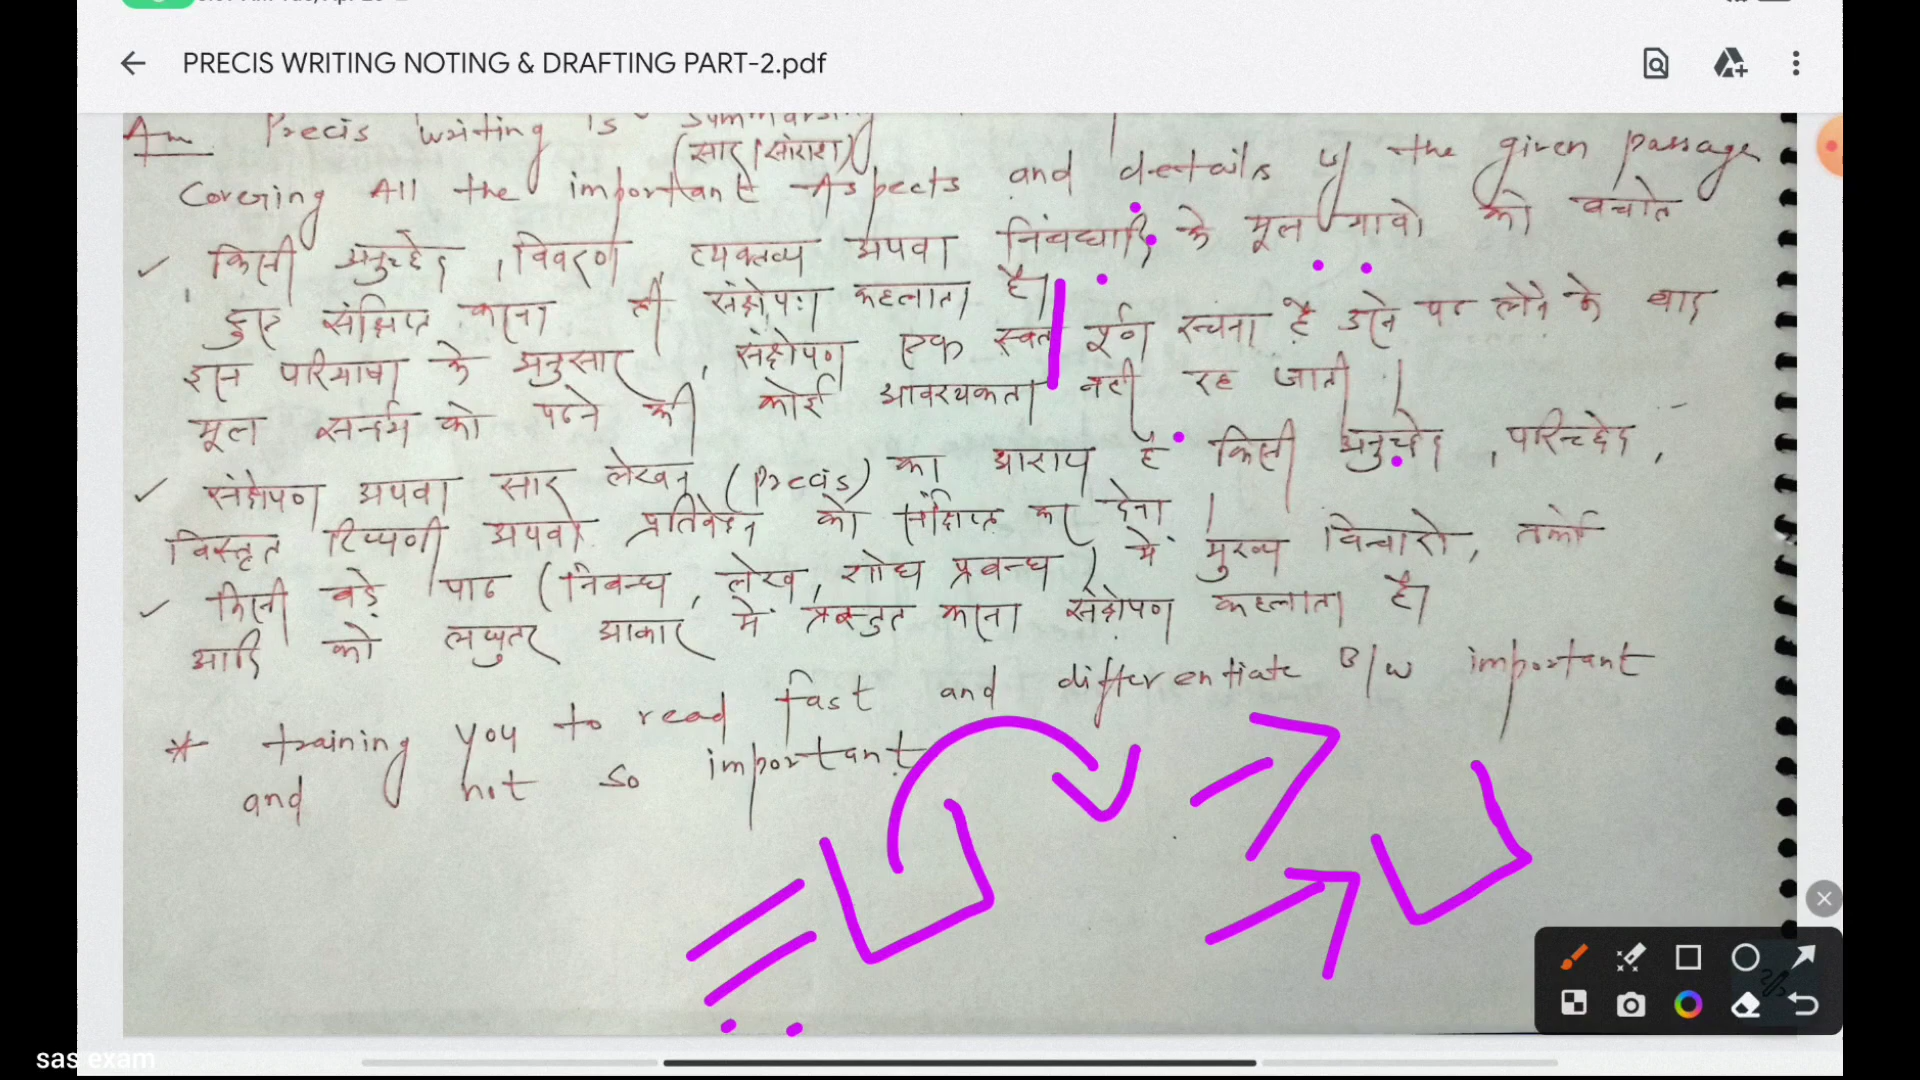 PRECIS WRITING NOTING & DRAFTING PART-2.pdf
Precis Writing is
(सार/सांराश)
Covering All the important Aspects and details of the given passage
किसी अनुच्छेद, विवरण व्यक्तव्य अथवा निबंधादि के मूल भावो को बचाते
हुए संक्षिप्त करना ही संक्षेपण कहलाता है।
इस परिभाषा के अनुसार, संक्षेपण एक पूर्ण रचना है उसे पढ लेने के बाद
मूल सन्दर्भ को पढने की कोई आवश्यकता नही रह जाती।
संक्षेपण अथवा सार लेखन (Precis) का आशय है किसी अनुच्छेद, परिच्छेद,
विस्तृत टिप्पणी अथवा प्रतिवेदन को संक्षिप्त कर देना।
किसी बड़े पाठ (निबन्ध, लेख, शोध प्रबन्ध) में मुख्य विचारो, तर्को
आदि को लघुतर आकार में प्रस्तुत करना संक्षेपण कहलाता है।
* training you to read fast and differentiate B/w important
and not so important
sas exam